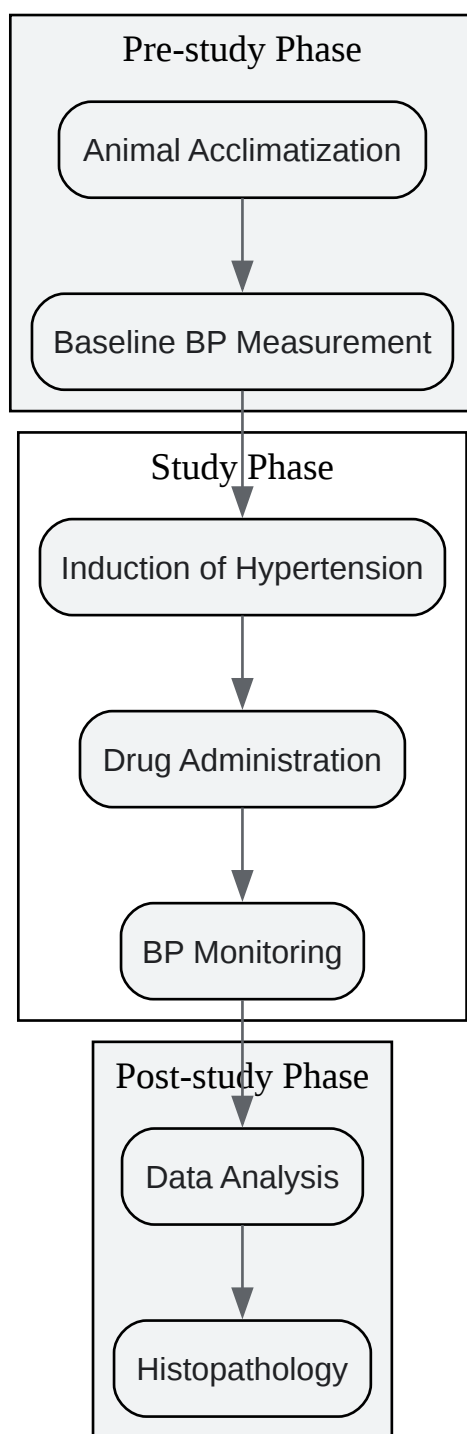 Pre-study Phase
Animal Acclimatization
Baseline BP Measurement
Study Phase
Induction of Hypertension
Drug Administration
BP Monitoring
Post-study Phase
Data Analysis
Histopathology